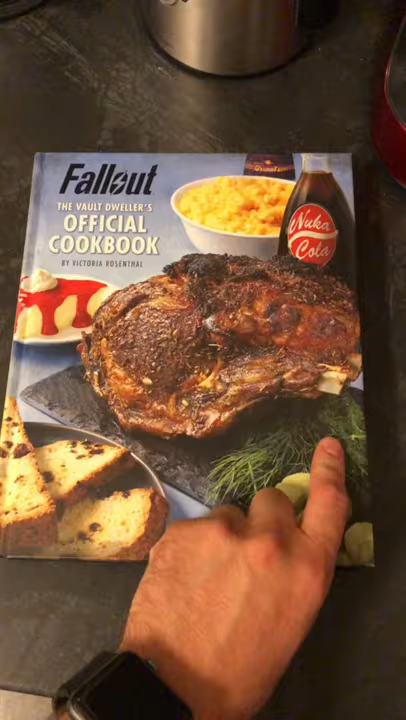 Fallout
THE VAULT DWELLER'S
OFFICIAL
COOKBOOK
BY VICTORIA ROSENTHAL
Nuka
Cola